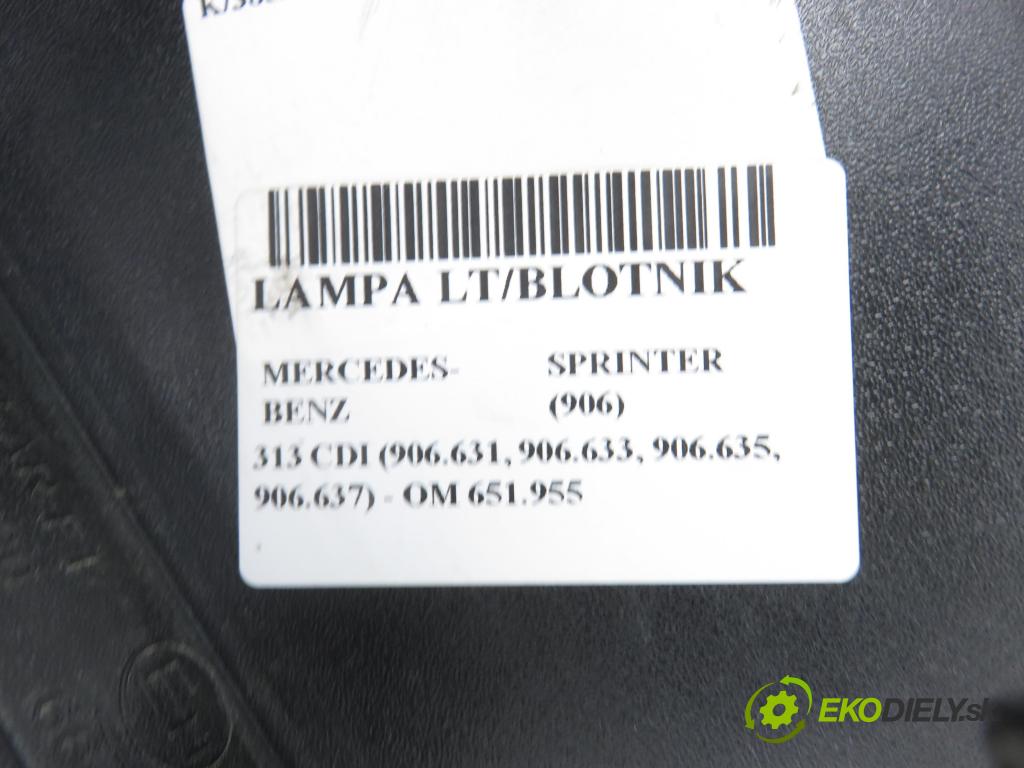 LAMPA LT/BLOTNIK
MERCEDES- SPRINTER
BENZ (906)
313 CDI (906.631, 906.633, 906.635,
906.637) - OM 651.955
EKODIELY.sk